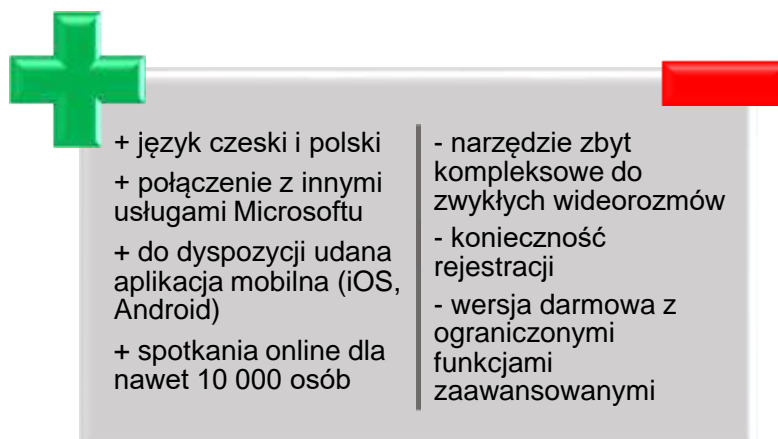 + język czeski i polski
+ połączenie z innymi
usługami Microsoftu
+ do dyspozycji udana
aplikacja mobilna (iOS,
Android)
+ spotkania online dla
nawet 10 000 osób
- narzędzie zbyt
kompleksowe do
zwykłych wideorozmów
- konieczność
rejestracji
- wersja darmowa z
ograniczonymi
funkcjami
zaawansowanymi